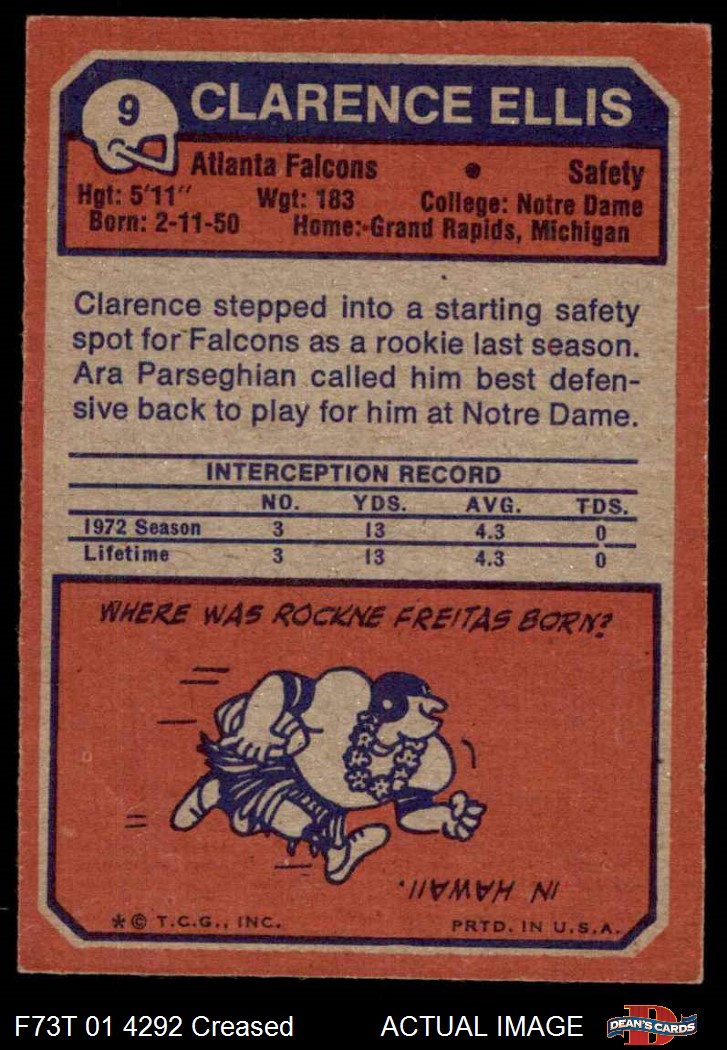 9 CLARENCE ELLIS
Atlanta Falcons • Safety
Hgt: 5'11" Wgt: 183 College: Notre Dame
Born: 2-11-50 Home: Grand Rapids, Michigan
Clarence stepped into a starting safety
spot for Falcons as a rookie last season.
Ara Parseghian called him best defen-
sive back to play for him at Notre Dame.
INTERCEPTION RECORD
NO. YDS. AVG. TDS.
1972 Season 3 13 4.3 0
Lifetime 3 13 4.3 0
WHERE WAS ROCKNE FREITAS BORN?
IN HAWAII.
* © T.C.G., INC. PRTD. IN U.S.A.
F73T 01 4292 Creased ACTUAL IMAGE D DEAN'S CARDS